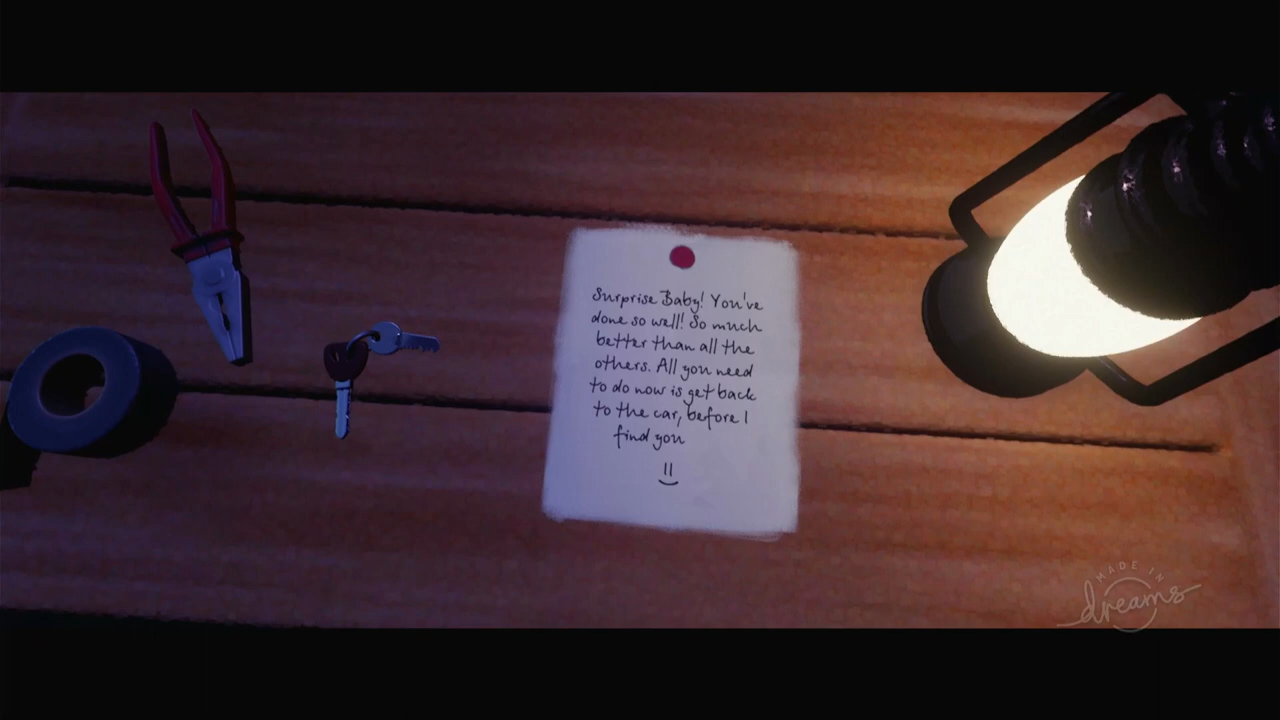 Surprise Baby! You've
done so well! So much
better than all the
others. All you need
to do now is get back
to the car, before I
find you
MADE IN
dreams